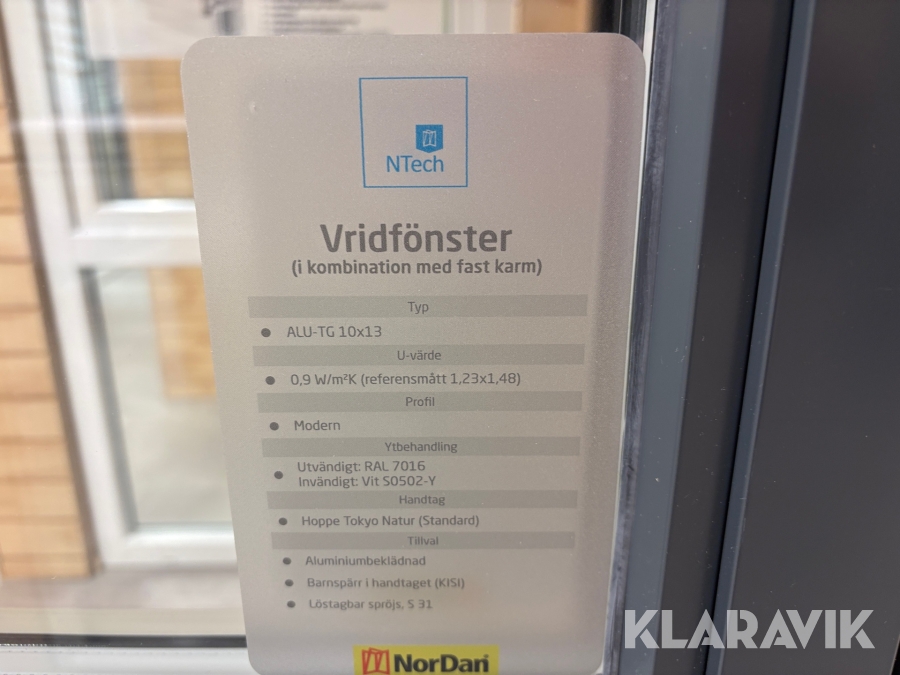 NTech
Vridfönster
(i kombination med fast karm)
Typ
ALU-TG 10x13
U-värde
0,9 W/m²K (referensmått 1,23x1,48)
Profil
Modern
Ytbehandling
Utvändigt: RAL 7016
Invändigt: Vit S0502-Y
Handtag
Hoppe Tokyo Natur (Standard)
Tillval
Aluminiumbeklädnad
Barnspärr i handtaget (KISI)
Löstagbar spröjs, S 31
NorDan
KLARAVIK